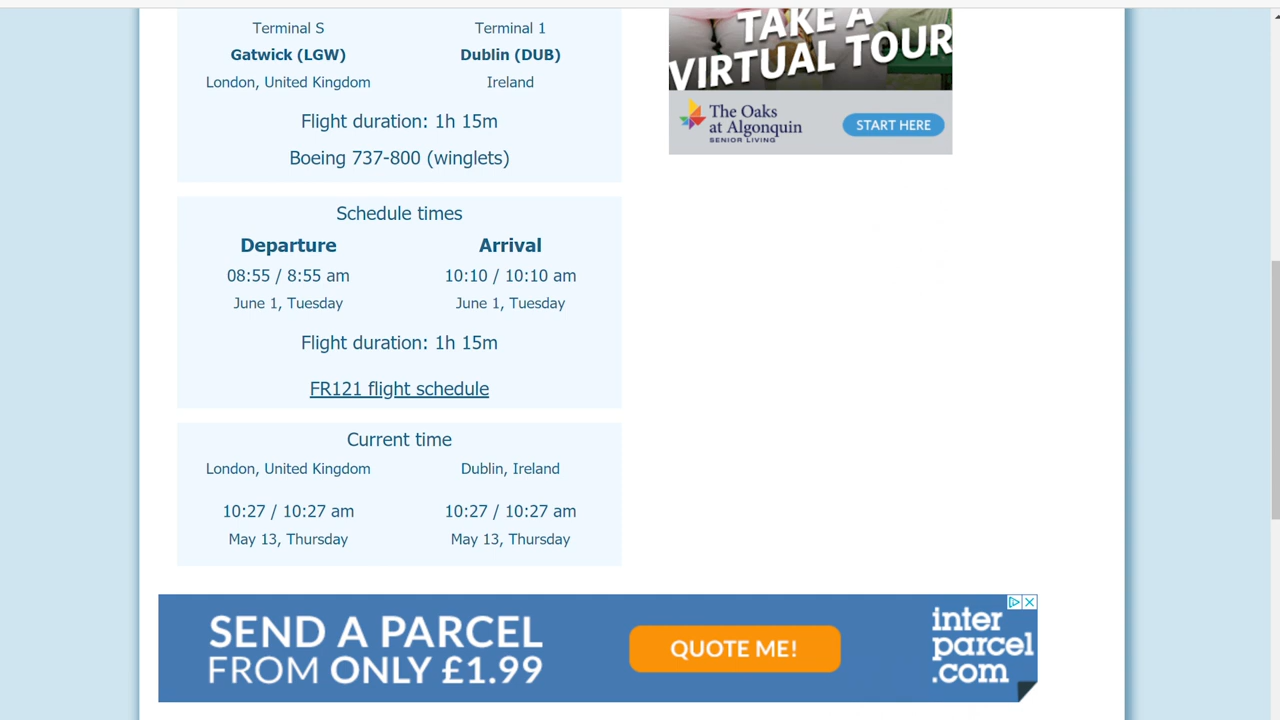 Terminal S
Terminal 1
Gatwick (LGW)
Dublin (DUB)
London, United Kingdom
Ireland
Flight duration: 1h 15m
Boeing 737-800 (winglets)
Schedule times
Departure
Arrival
08:55 / 8:55 am
10:10 / 10:10 am
June 1, Tuesday
June 1, Tuesday
Flight duration: 1h 15m
FR121 flight schedule
Current time
London, United Kingdom
Dublin, Ireland
10:27 / 10:27 am
10:27 / 10:27 am
May 13, Thursday
May 13, Thursday
TAKE A
VIRTUAL TOUR
The Oaks
at Algonquin
SENIOR LIVING
START HERE
SEND A PARCEL
FROM ONLY £1.99
QUOTE ME!
inter
parcel
.com